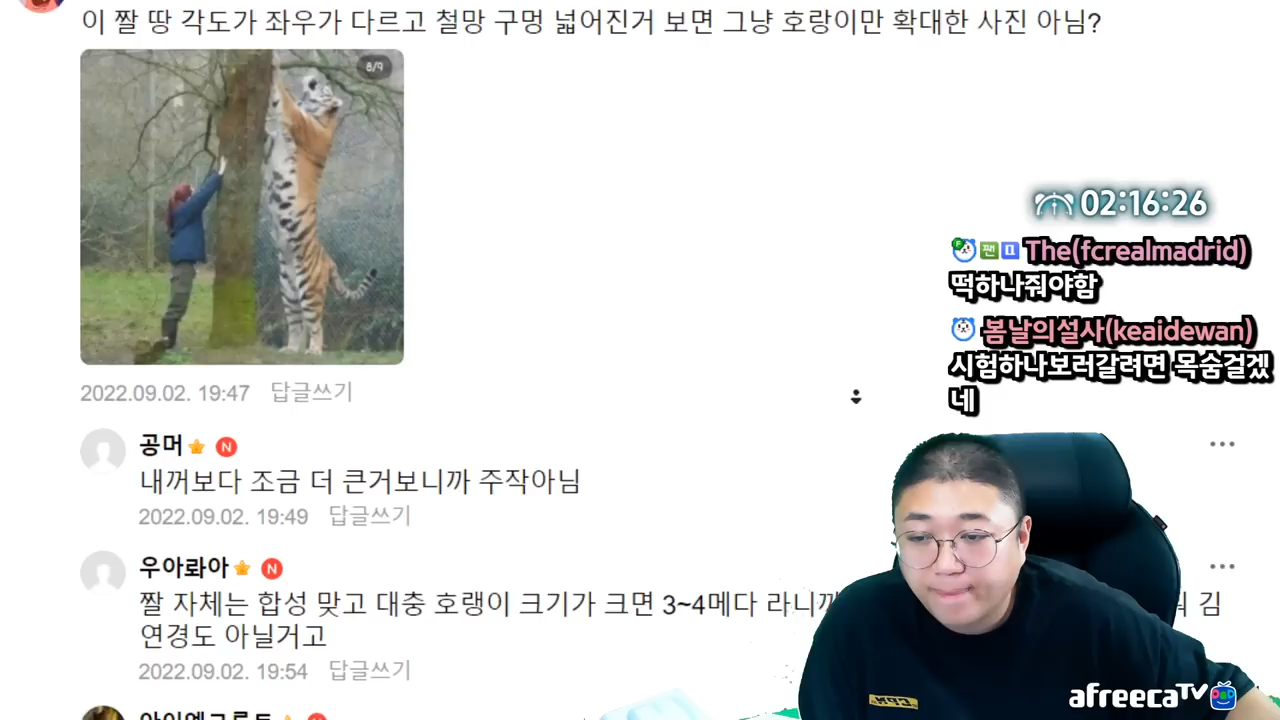 이 짤 땅 각도가 좌우가 다르고 철망 구멍 넓어진거 보면 그냥 호랑이만 확대한 사진 아님?
8/9
2022.09.02. 19:47 답글쓰기
공머 N
내꺼보다 조금 더 큰거보니까 주작아님
2022.09.02. 19:49 답글쓰기
우아롸아 N
짤 자체는 합성 맞고 대충 호랭이 크기가 크면 3~4메다 라니까 김
연경도 아닐거고
2022.09.02. 19:54 답글쓰기
02:16:26
F 팬 The(fcrealmadrid)
떡하나줘야함
봄날의설사(keaidewan)
시험하나보러갈려면 목숨걸겠
네
afreecaTV